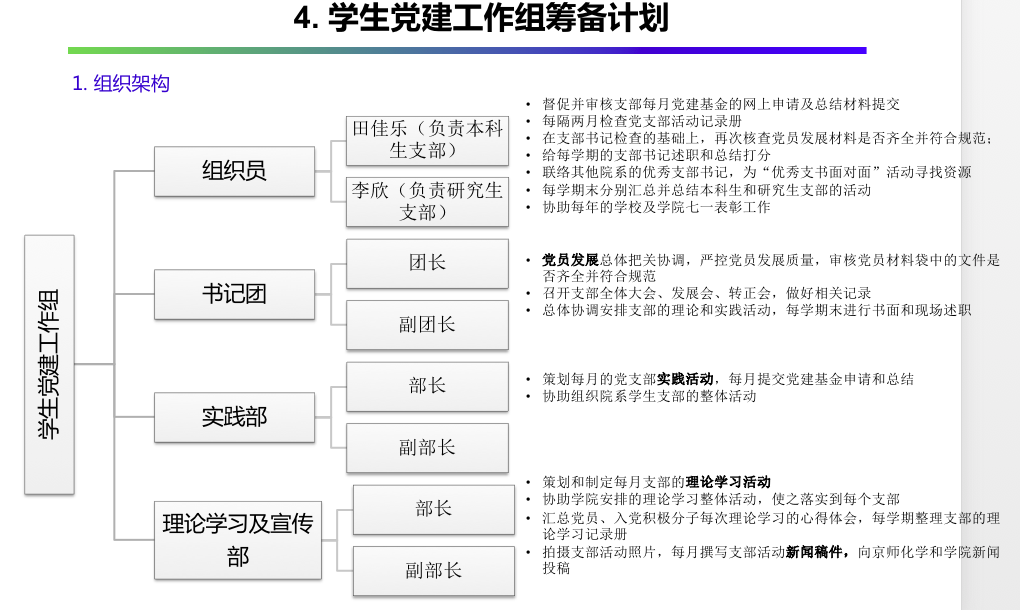 4. 学生党建工作组筹备计划
1. 组织架构
学生党建工作组
组织员
田佳乐（负责本科
生支部）
李欣（负责研究生
支部）
• 督促并审核支部每月党建基金的网上申请及总结材料提交
• 每隔两月检查党支部活动记录册
• 在支部书记检查的基础上，再次核查党员发展材料是否齐全并符合规范；
• 给每学期的支部书记述职和总结打分
• 联络其他院系的优秀支部书记，为“优秀支书面对面”活动寻找资源
• 每学期末分别汇总并总结本科生和研究生支部的活动
• 协助每年的学校及学院七一表彰工作
书记团
团长
副团长
• 党员发展总体把关协调，严控党员发展质量，审核党员材料袋中的文件是
否齐全并符合规范
• 召开支部全体大会、发展会、转正会，做好相关记录
• 总体协调安排支部的理论和实践活动，每学期末进行书面和现场述职
实践部
部长
副部长
• 策划每月的党支部实践活动，每月提交党建基金申请和总结
• 协助组织院系学生支部的整体活动
理论学习及宣传
部
部长
副部长
• 策划和制定每月支部的理论学习活动
• 协助学院安排的理论学习整体活动，使之落实到每个支部
• 汇总党员、入党积极分子每次理论学习的心得体会，每学期整理支部的理
论学习记录册
• 拍摄支部活动照片，每月撰写支部活动新闻稿件，向京师化学和学院新闻
投稿